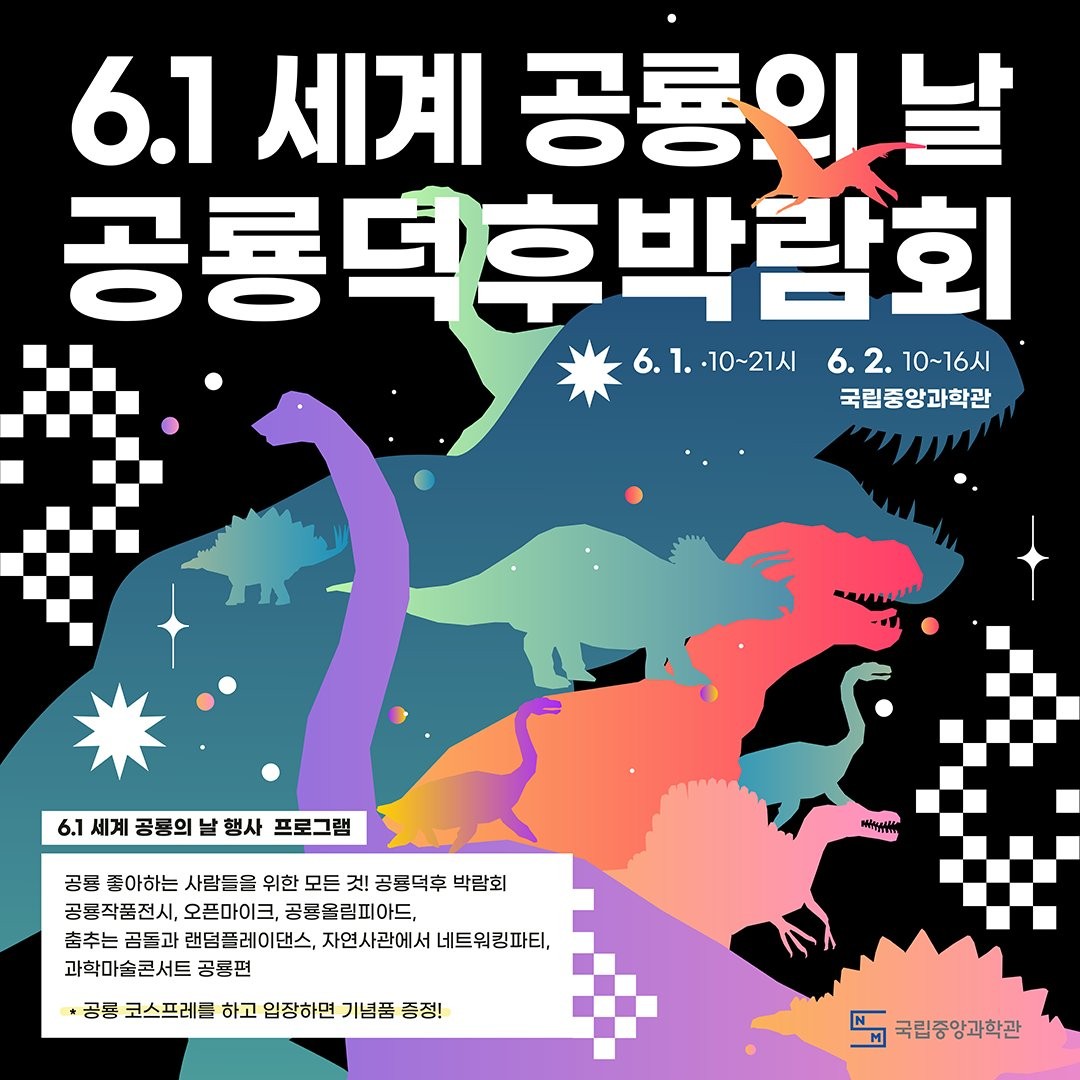 6.1 세계 공룡의 날
공룡덕후박람회
6. 1. ·10~21시 6. 2. 10~16시
국립중앙과학관
6.1 세계 공룡의 날 행사 프로그램
공룡 좋아하는 사람들을 위한 모든 것! 공룡덕후 박람회
공룡작품전시, 오픈마이크, 공룡올림피아드,
춤추는 곰돌과 랜덤플레이댄스, 자연사관에서 네트워킹파티,
과학마술콘서트 공룡편
* 공룡 코스프레를 하고 입장하면 기념품 증정!
NSM 국립중앙과학관